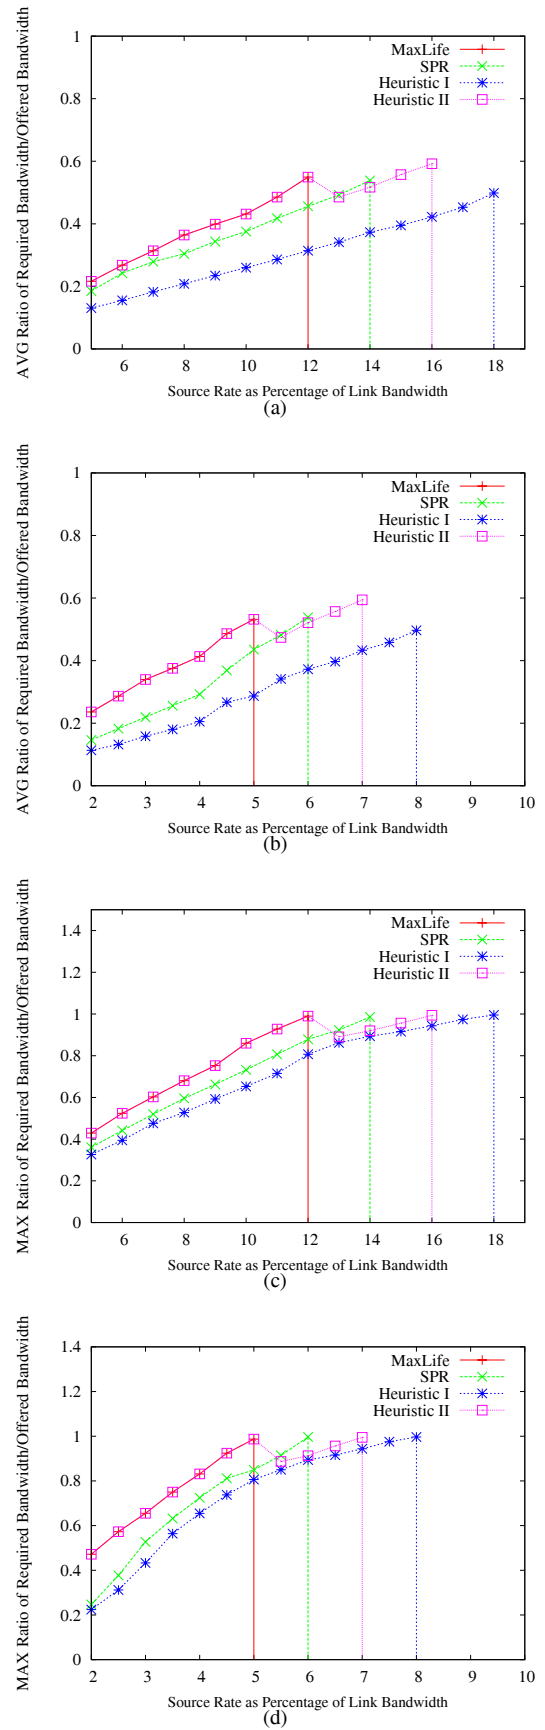 AVG Ratio of Required Bandwidth/Offered Bandwidth
1
0.8
0.6
0.4
0.2
0
MaxLife
SPR
Heuristic I
Heuristic II
6 8 10 12 14 16 18
Source Rate as Percentage of Link Bandwidth
(a)
AVG Ratio of Required Bandwidth/Offered Bandwidth
1
0.8
0.6
0.4
0.2
0
MaxLife
SPR
Heuristic I
Heuristic II
2 3 4 5 6 7 8 9 10
Source Rate as Percentage of Link Bandwidth
(b)
MAX Ratio of Required Bandwidth/Offered Bandwidth
1.4
1.2
1
0.8
0.6
0.4
0.2
0
MaxLife
SPR
Heuristic I
Heuristic II
6 8 10 12 14 16 18
Source Rate as Percentage of Link Bandwidth
(c)
MAX Ratio of Required Bandwidth/Offered Bandwidth
1.4
1.2
1
0.8
0.6
0.4
0.2
0
MaxLife
SPR
Heuristic I
Heuristic II
2 3 4 5 6 7 8 9 10
Source Rate as Percentage of Link Bandwidth
(d)